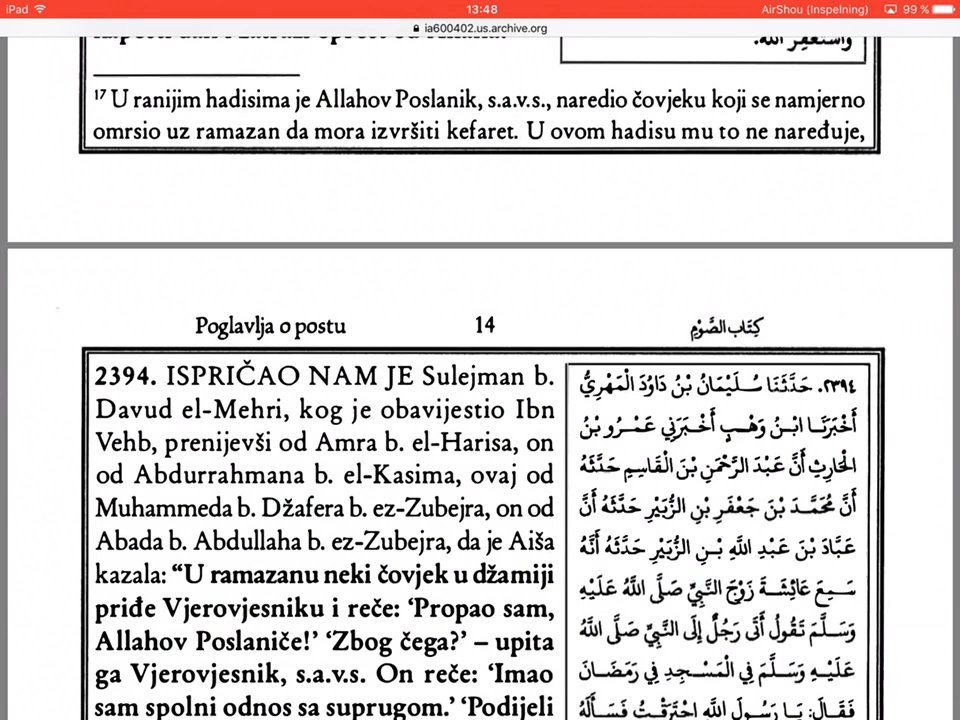 iPad 13:48 AirShou (Inspelning) 99 %
ia600402.us.archive.org
واستغفر الله.
17 U ranijim hadisima je Allahov Poslanik, s.a.v.s., naredio čovjeku koji se namjerno
omrsio uz ramazan da mora izvršiti kefaret. U ovom hadisu mu to ne naređuje,
Poglavlja o postu 14 كِتَاب الصَّوْمِ
2394. ISPRIČAO NAM JE Sulejman b.
Davud el-Mehri, kog je obavijestio Ibn
Vehb, prenijevši od Amra b. el-Harisa, on
od Abdurrahmana b. el-Kasima, ovaj od
Muhammeda b. Džafera b. ez-Zubejra, on od
Abada b. Abdullaha b. ez-Zubejra, da je Aiša
kazala: “U ramazanu neki čovjek u džamiji
priđe Vjerovjesniku i reče: ‘Propao sam,
Allahov Poslaniče!’ ‘Zbog čega?’ – upita
ga Vjerovjesnik, s.a.v.s. On reče: ‘Imao
sam spolni odnos sa suprugom.’ ‘Podijeli
٢٣٩٤. حَدَّثَنَا سُلَيْمَانُ بْنُ دَاوُدَ الْمَهْرِيُّ
أَخْبَرَنَا ابْنُ وَهْبٍ أَخْبَرَنِي عَمْرُو بْنُ
الْحَارِثِ أَنَّ عَبْدَ الرَّحْمَنِ بْنَ الْقَاسِمِ حَدَّثَهُ
أَنَّ مُحَمَّدَ بْنَ جَعْفَرِ بْنِ الزُّبَيْرِ حَدَّثَهُ أَنَّ
عَبَّادَ بْنَ عَبْدِ اللَّهِ بْنِ الزُّبَيْرِ حَدَّثَهُ أَنَّهُ
سَمِعَ عَائِشَةَ زَوْجَ النَّبِيِّ صَلَّى اللَّهُ عَلَيْهِ
وَسَلَّمَ تَقُولُ أَتَى رَجُلٌ إِلَى النَّبِيِّ صَلَّى اللَّهُ
عَلَيْهِ وَسَلَّمَ فِي الْمَسْجِدِ فِي رَمَضَانَ
فَقَالَ: يَا رَسُولَ اللَّهِ احْتَرَقْتُ فَسَأَلَهُ